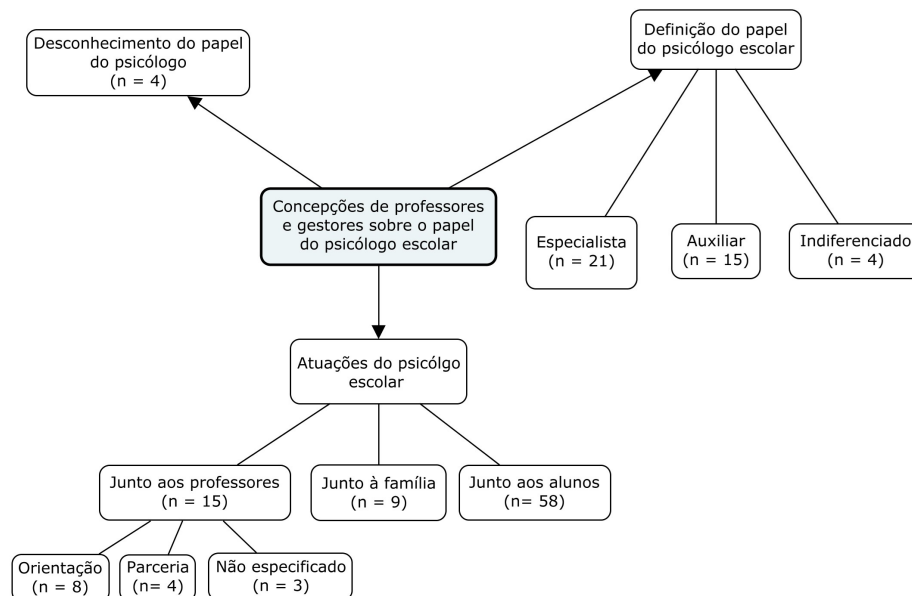 Desconhecimento do papel
do psicólogo
(n = 4)
Definição do papel
do psicólogo escolar
Concepções de professores
e gestores sobre o papel
do psicólogo escolar
Especialista
(n = 21)
Auxiliar
(n = 15)
Indiferenciado
(n = 4)
Atuações do psicólgo
escolar
Junto aos professores
(n = 15)
Junto à família
(n = 9)
Junto aos alunos
(n= 58)
Orientação
(n = 8)
Parceria
(n= 4)
Não especificado
(n = 3)